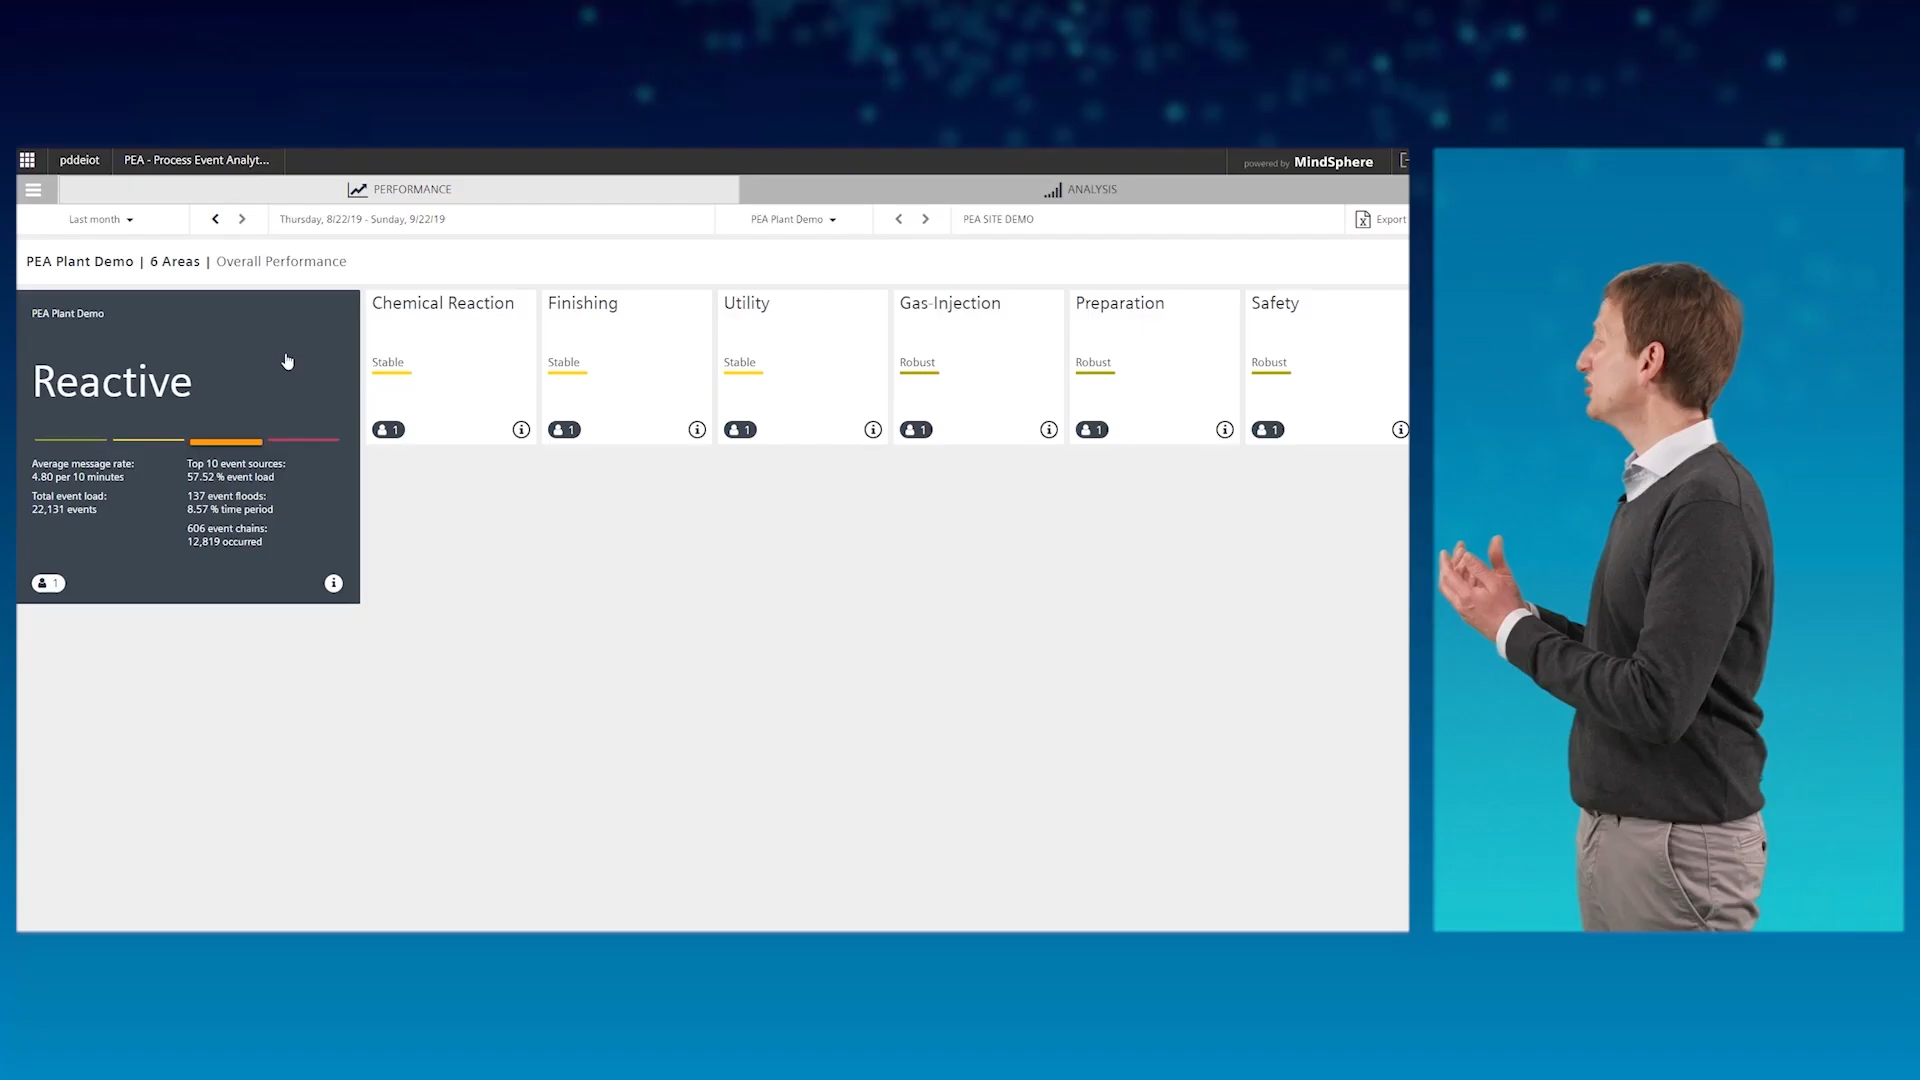 pddeiot PEA - Process Event Analyt... powered by MindSphere
PERFORMANCE ANALYSIS
Last month Thursday, 8/22/19 - Sunday, 9/22/19 PEA Plant Demo PEA SITE DEMO Export
PEA Plant Demo | 6 Areas | Overall Performance
PEA Plant Demo
Reactive
Average message rate:
4.80 per 10 minutes
Total event load:
22,131 events
Top 10 event sources:
57.52 % event load
137 event floods:
8.57 % time period
606 event chains:
12,819 occurred
1
Chemical Reaction
Stable
1
Finishing
Stable
1
Utility
Stable
1
Gas-Injection
Robust
1
Preparation
Robust
1
Safety
Robust
1